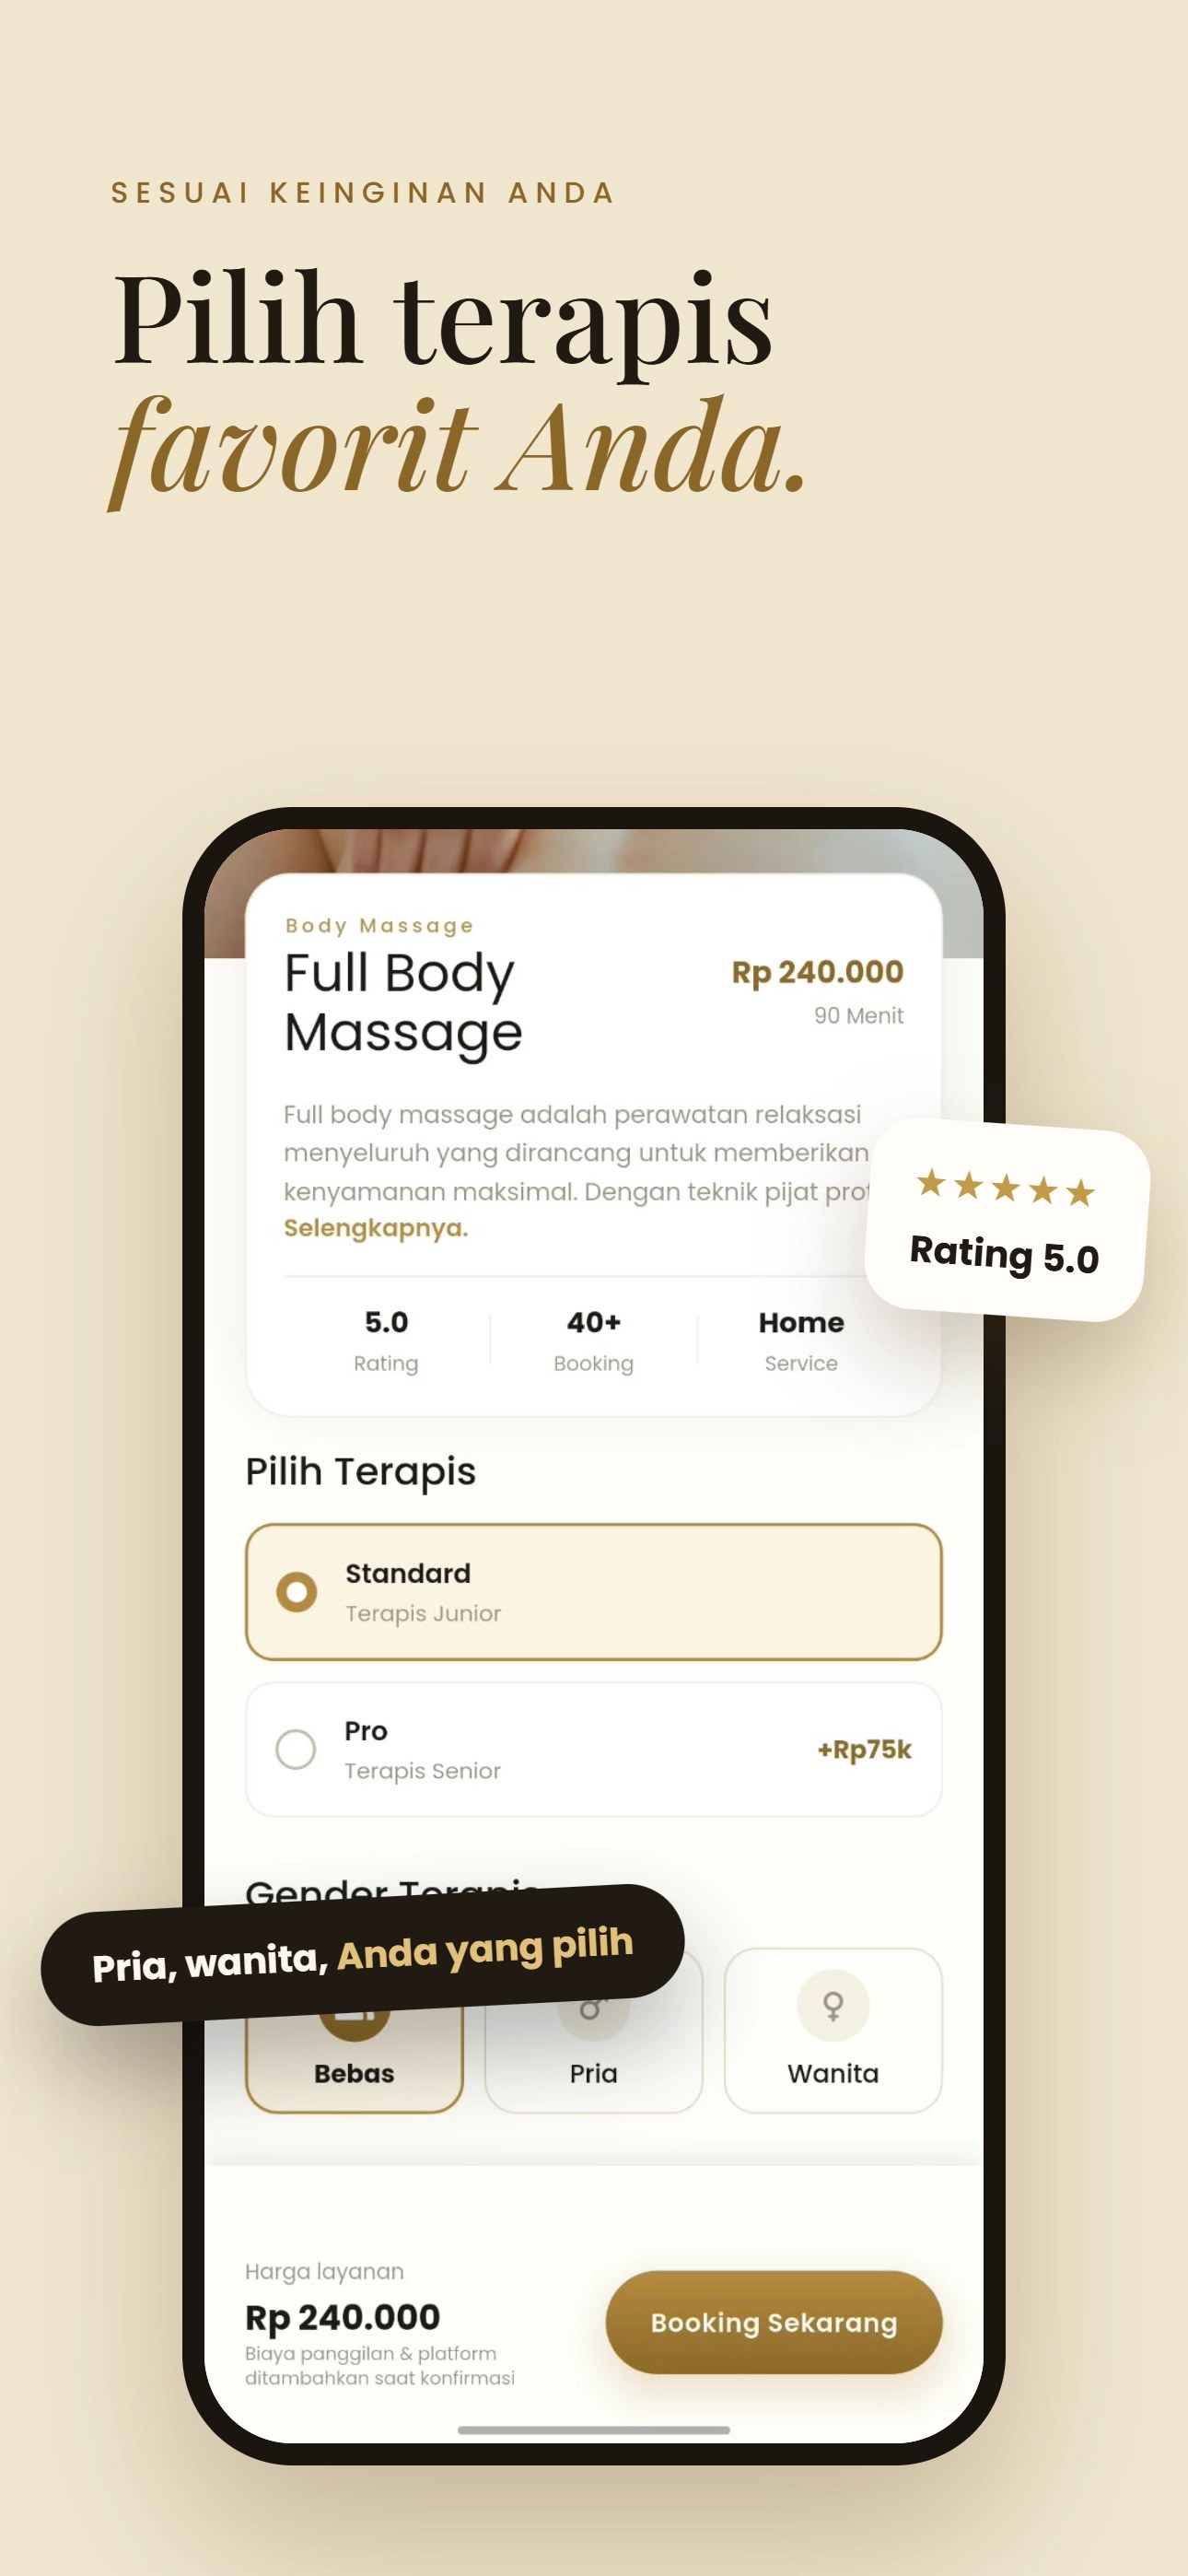 SESUAI KEINGINAN ANDA
Pilih terapis
favorit Anda.
Body Massage
Full Body
Massage
Rp 240.000
90 Menit
Full body massage adalah perawatan relaksasi
menyeluruh yang dirancang untuk memberikan
kenyamanan maksimal. Dengan teknik pijat
Selengkapnya.
★★★★★
Rating 5.0
5.0
Rating
40+
Booking
Home
Service
Pilih Terapis
Standard
Terapis Junior
Pro
Terapis Senior
+Rp75k
Gender Terapis
Pria, wanita, Anda yang pilih
Bebas
Pria
Wanita
Harga layanan
Rp 240.000
Biaya panggilan & platform
ditambahkan saat konfirmasi
Booking Sekarang